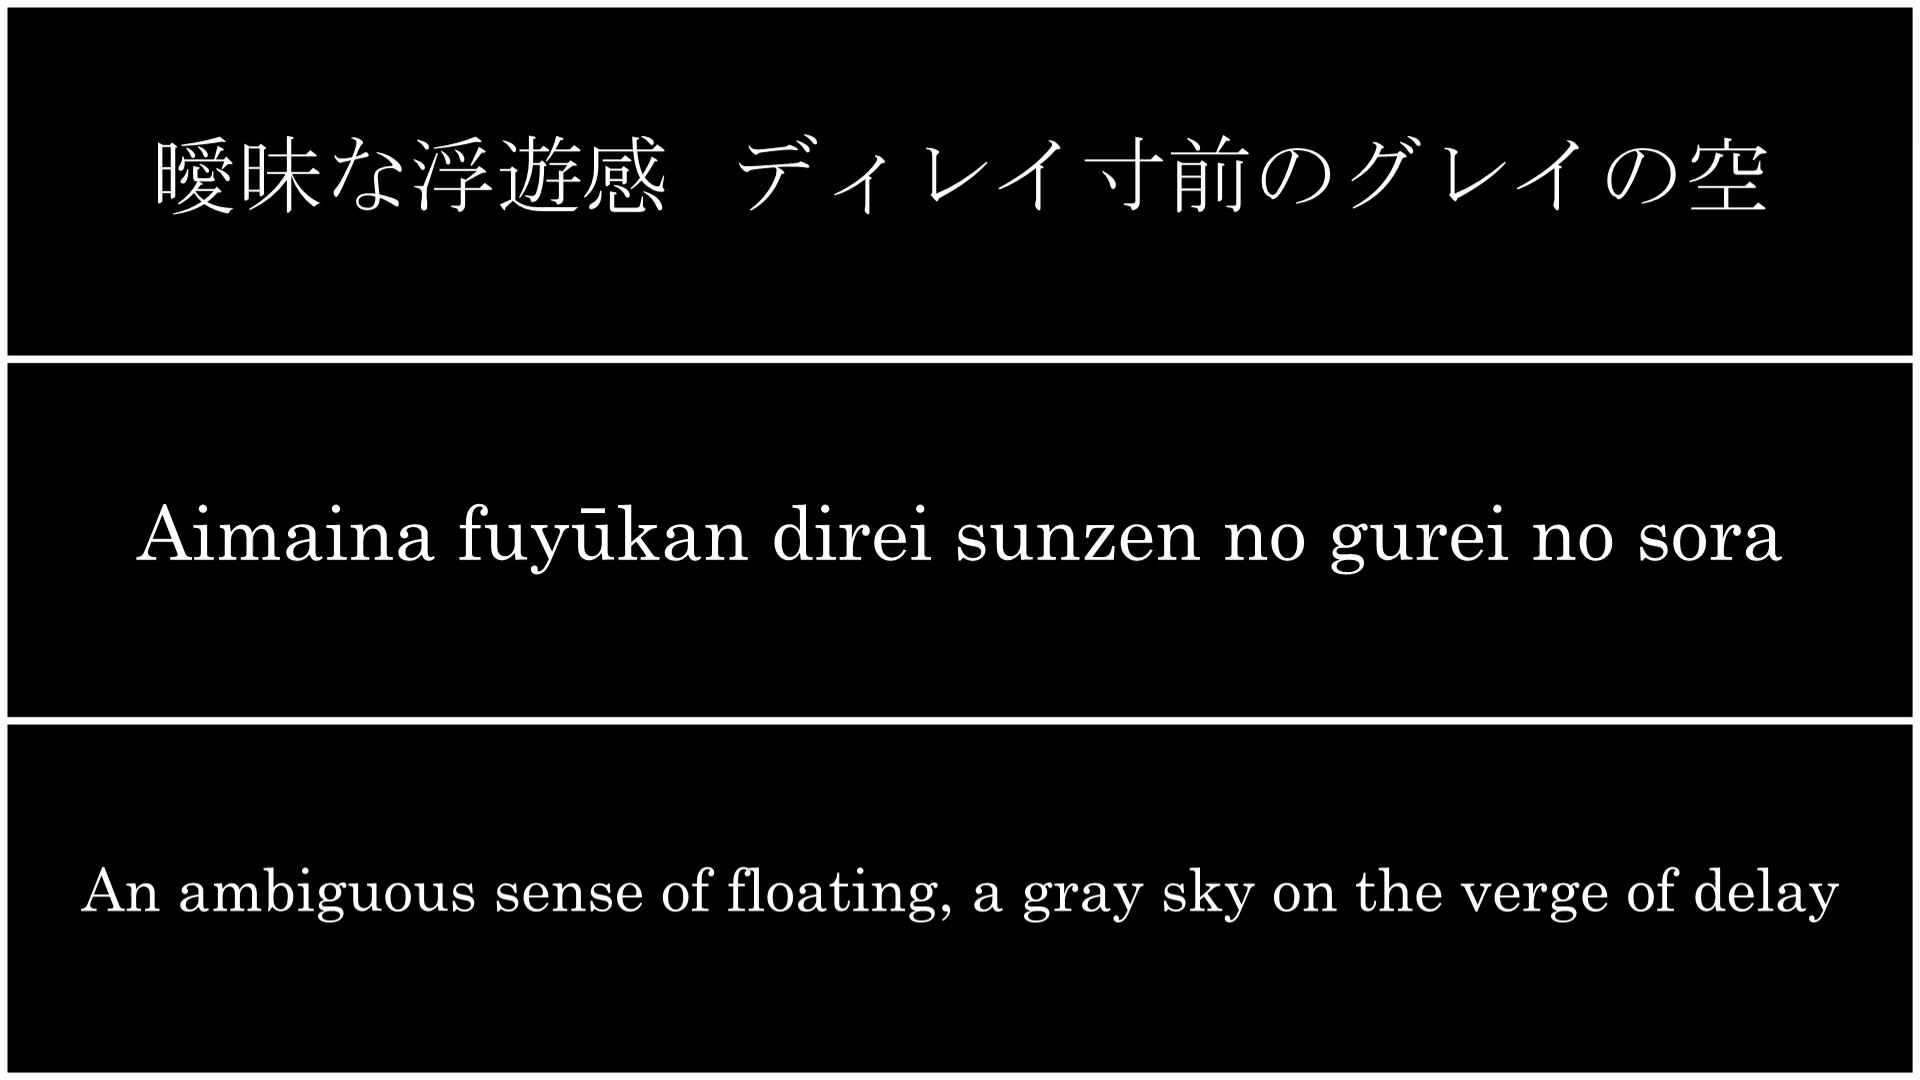 曖昧な浮遊感　ディレイ寸前のグレイの空
Aimaina fuyūkan direi sunzen no gurei no sora
An ambiguous sense of floating, a gray sky on the verge of delay